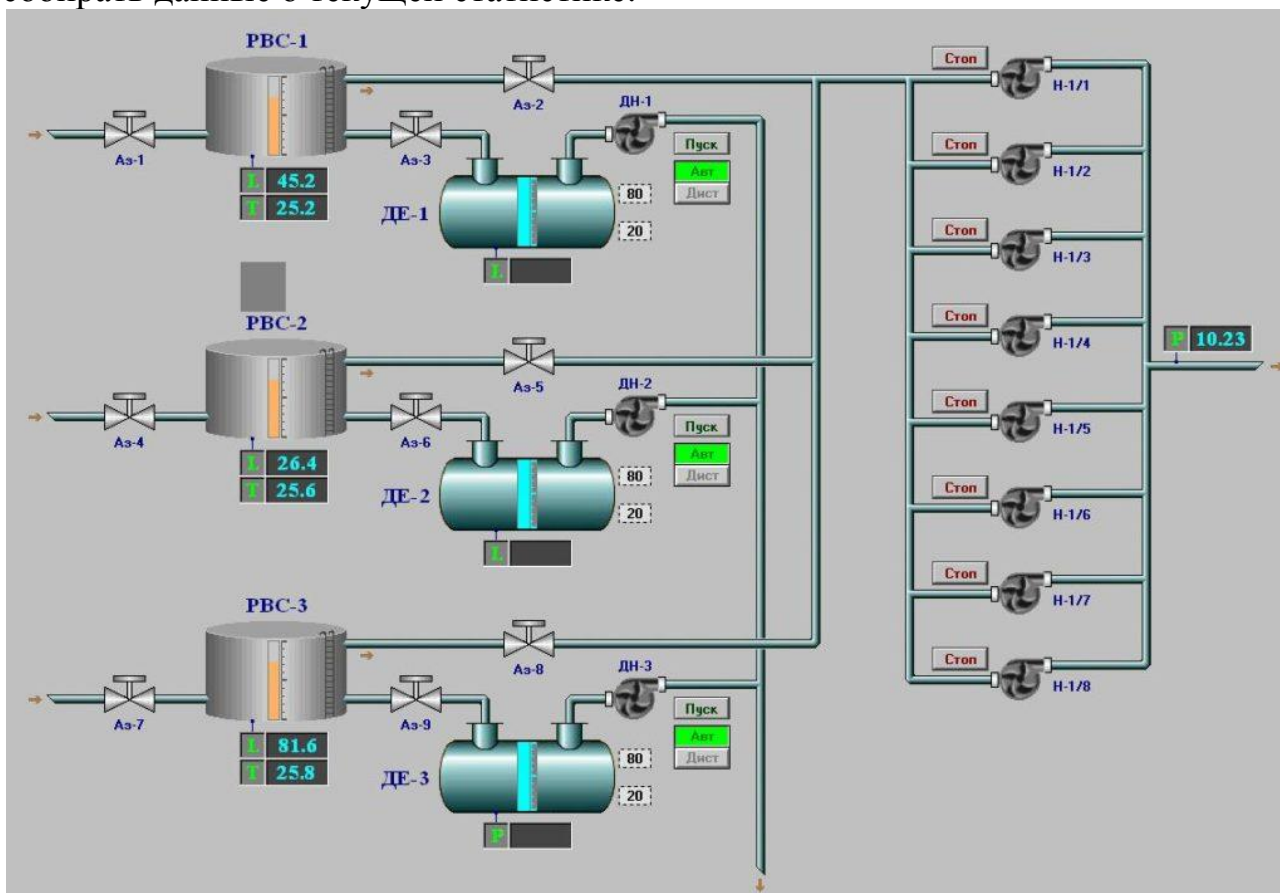 собирать данные о текущей статистике.
РВС-1
Аз-1
L 45.2
T 25.2
Аз-3
Аз-2
ДН-1
Пуск
Авт
Дист
ДЕ-1
80
20
L
РВС-2
Аз-4
L 26.4
T 25.6
Аз-6
Аз-5
ДН-2
Пуск
Авт
Дист
ДЕ-2
80
20
L
РВС-3
Аз-7
L 81.6
T 25.8
Аз-9
Аз-8
ДН-3
Пуск
Авт
Дист
ДЕ-3
80
20
P
Стоп
Н-1/1
Стоп
Н-1/2
Стоп
Н-1/3
Стоп
Н-1/4
Стоп
Н-1/5
Стоп
Н-1/6
Стоп
Н-1/7
Стоп
Н-1/8
P 10.23